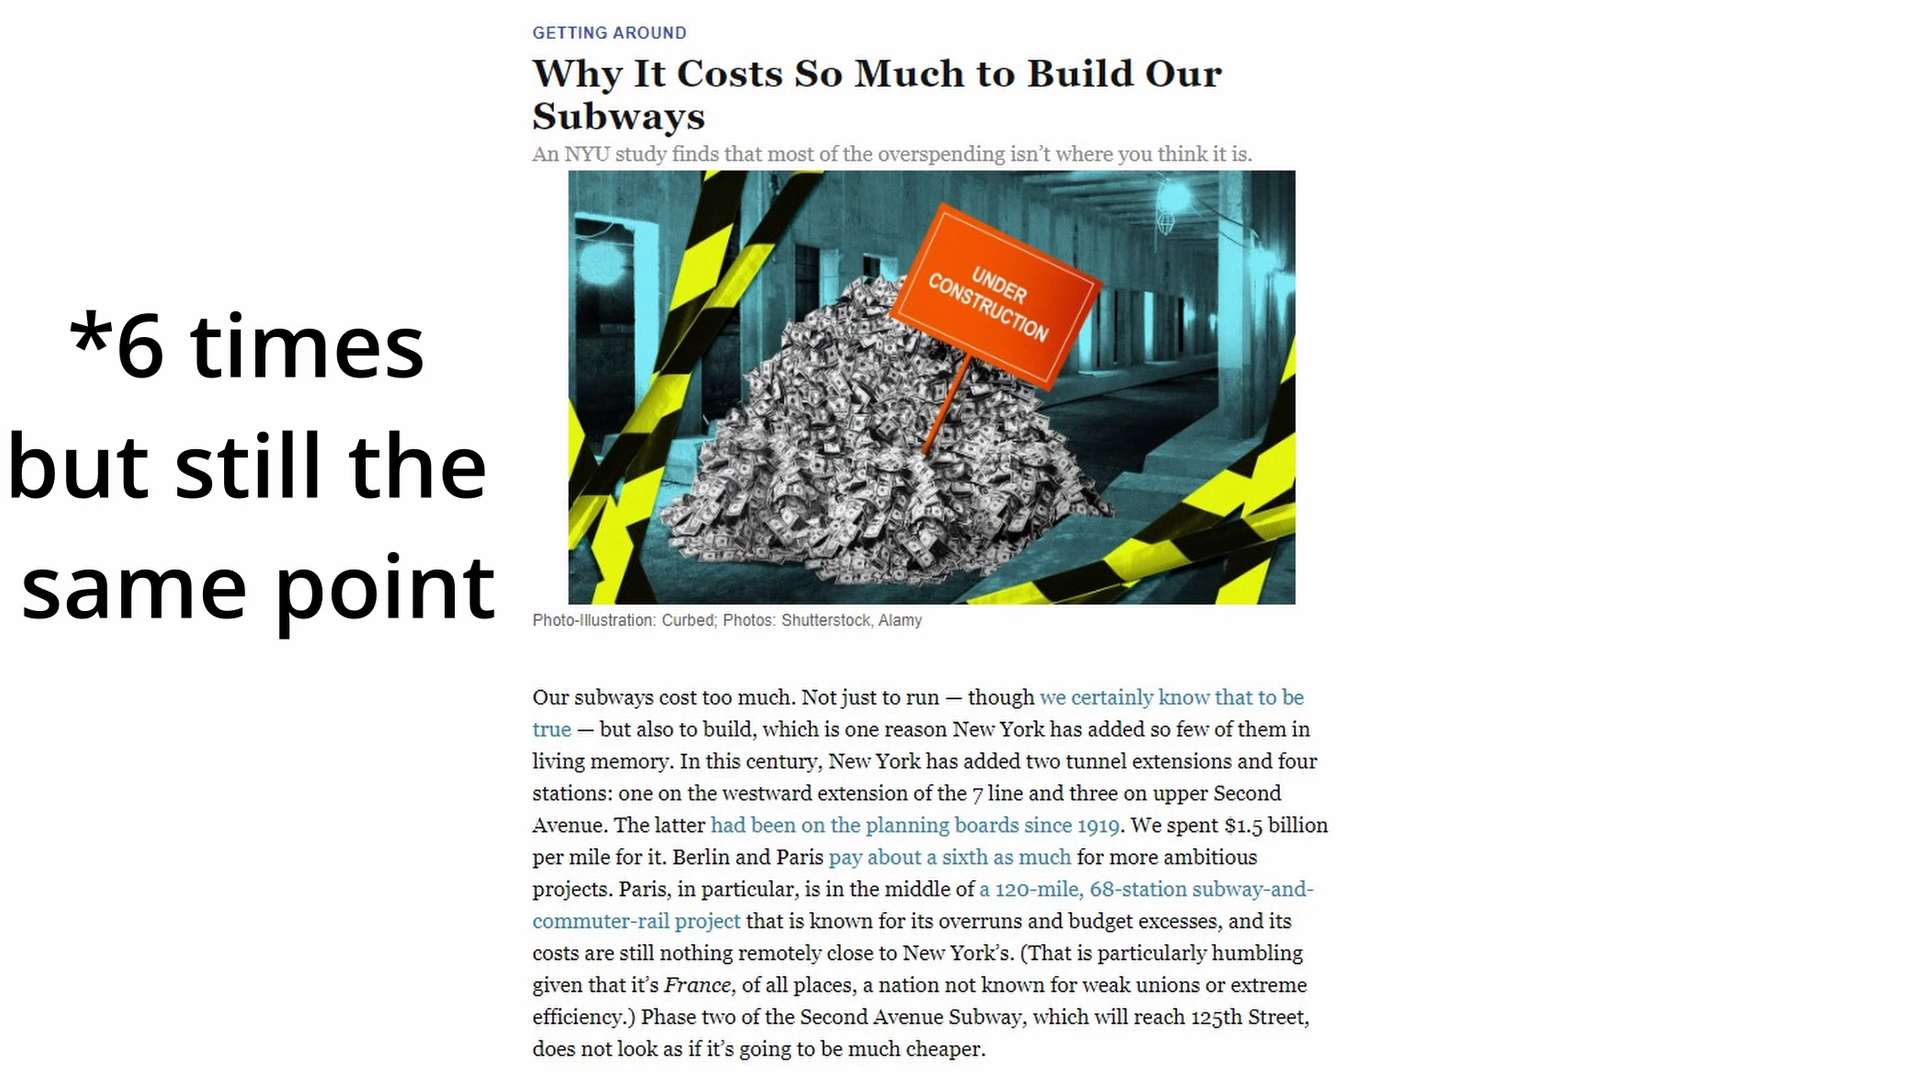 GETTING AROUND
Why It Costs So Much to Build Our
Subways
An NYU study finds that most of the overspending isn’t where you think it is.
UNDER
CONSTRUCTION
*6 times
but still the
same point
Photo-Illustration: Curbed; Photos: Shutterstock, Alamy
Our subways cost too much. Not just to run — though we certainly know that to be
true — but also to build, which is one reason New York has added so few of them in
living memory. In this century, New York has added two tunnel extensions and four
stations: one on the westward extension of the 7 line and three on upper Second
Avenue. The latter had been on the planning boards since 1919. We spent $1.5 billion
per mile for it. Berlin and Paris pay about a sixth as much for more ambitious
projects. Paris, in particular, is in the middle of a 120-mile, 68-station subway-and-
commuter-rail project that is known for its overruns and budget excesses, and its
costs are still nothing remotely close to New York’s. (That is particularly humbling
given that it’s France, of all places, a nation not known for weak unions or extreme
efficiency.) Phase two of the Second Avenue Subway, which will reach 125th Street,
does not look as if it’s going to be much cheaper.